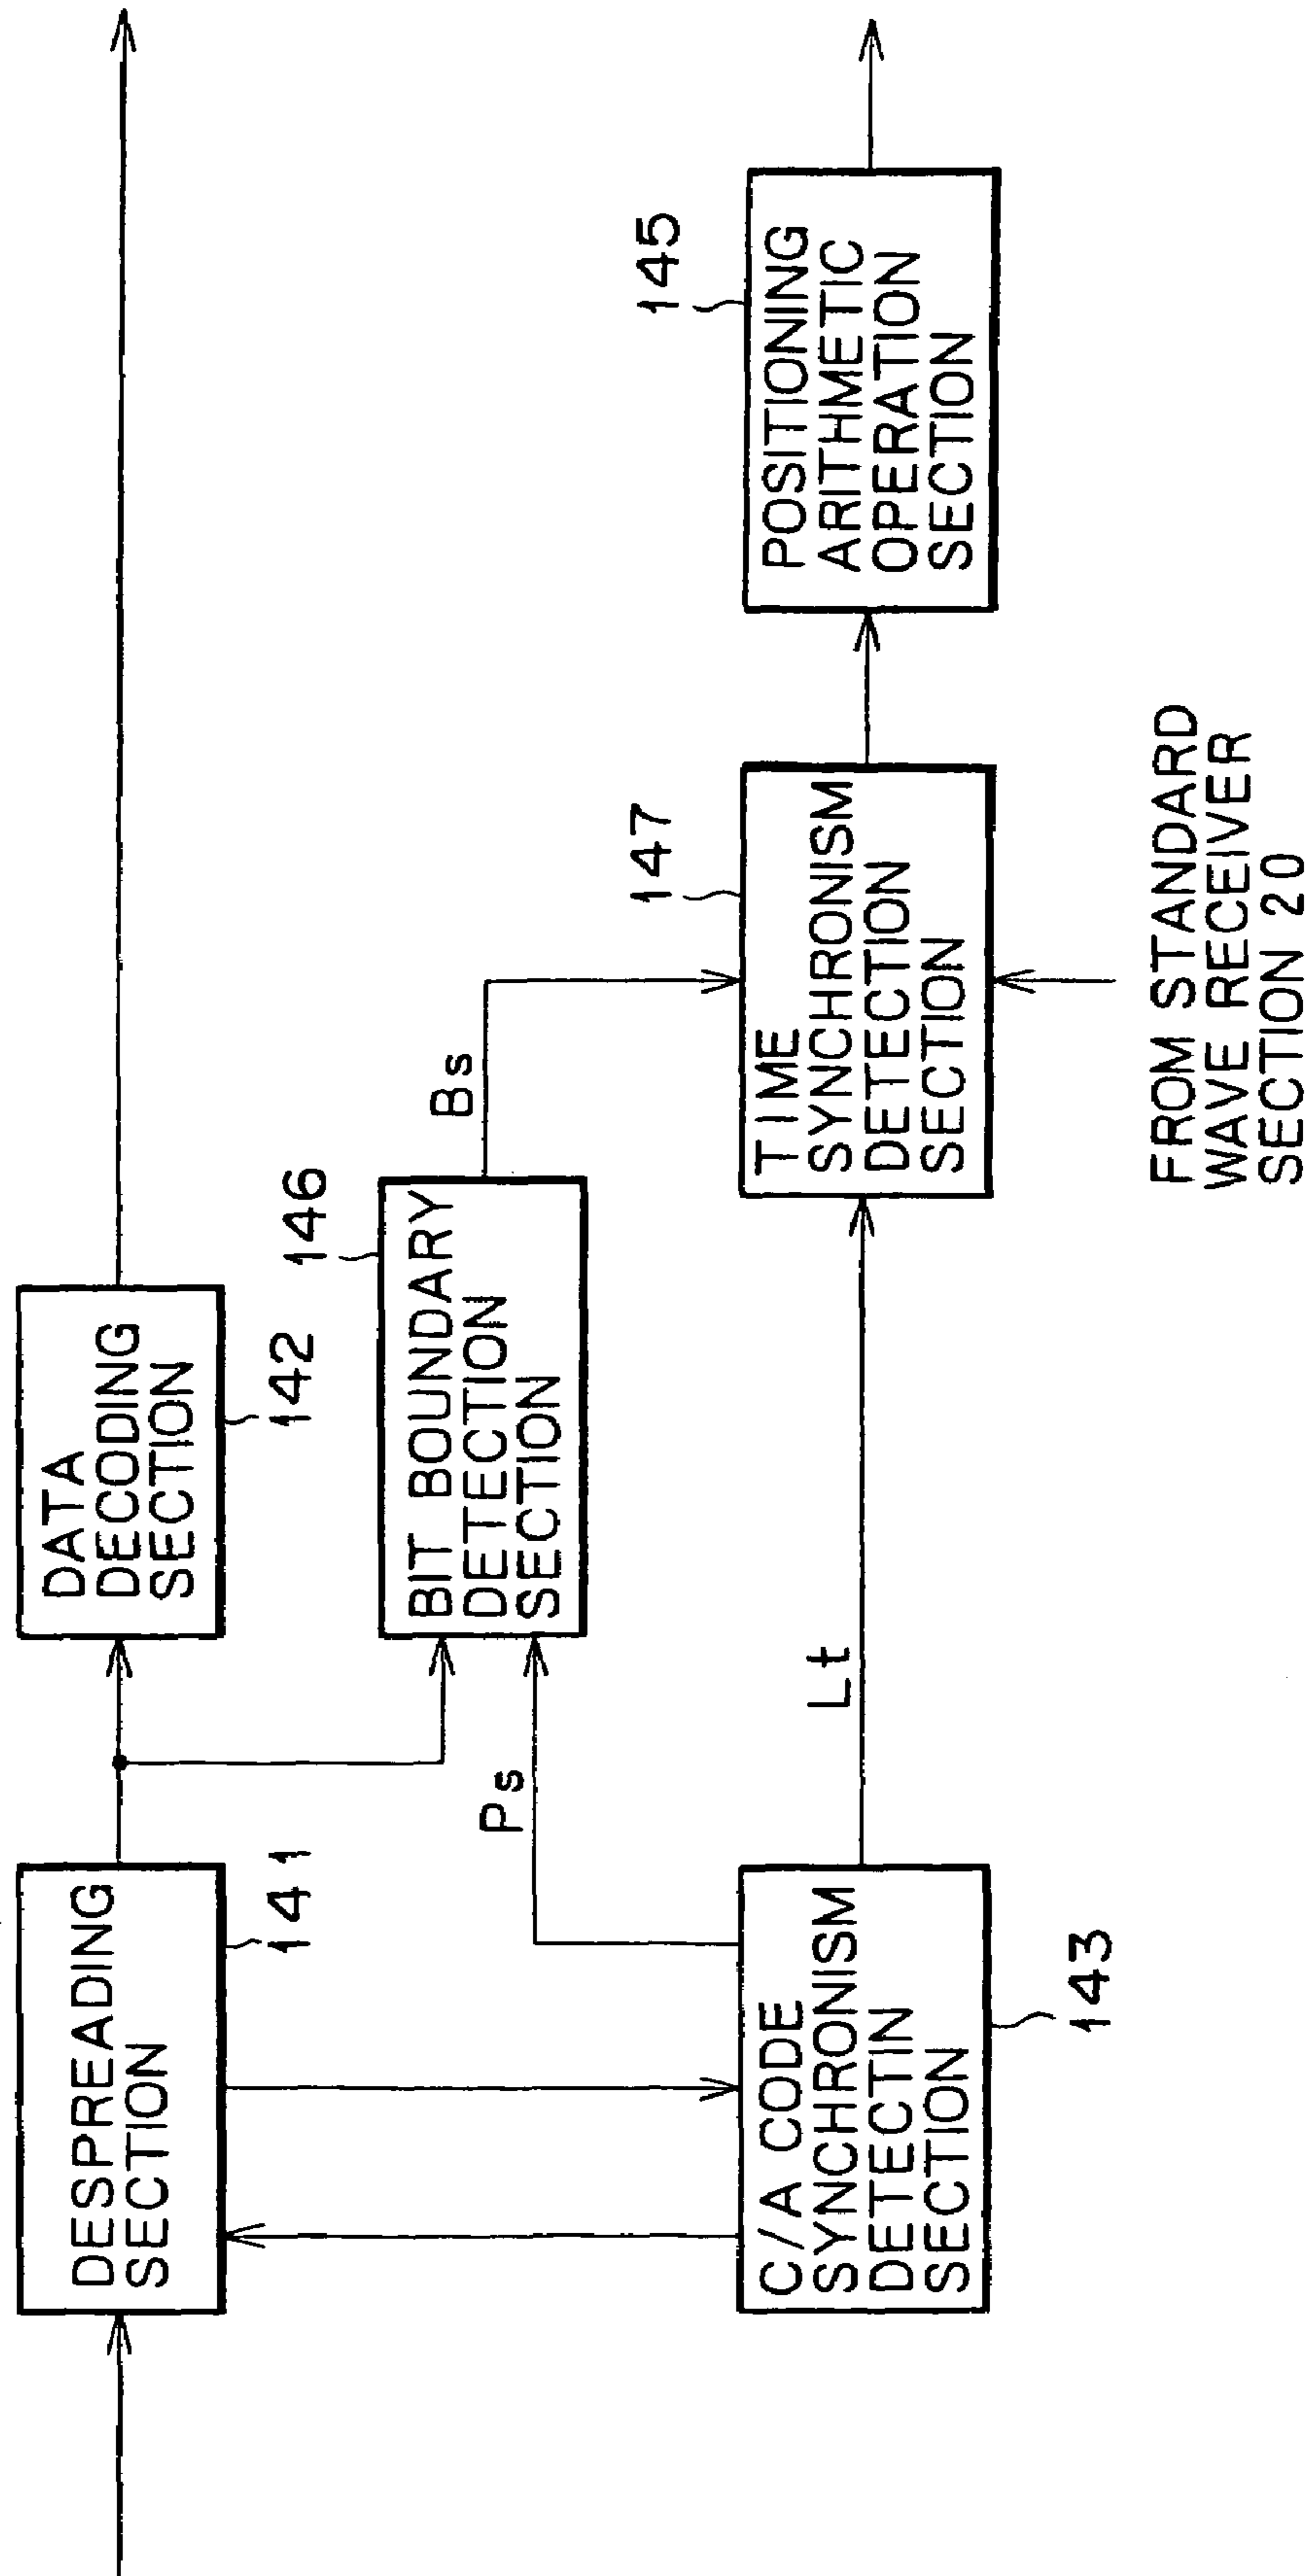 DESPREADING
SECTION
141
DATA
DECODING
SECTION
142
BIT BOUNDARY
DETECTION
SECTION
146
Ps
Bs
C/A CODE
SYNCHRONISM
DETECTIN
SECTION
143
Lt
TIME
SYNCHRONISM
DETECTION
SECTION
147
FROM STANDARD
WAVE RECEIVER
SECTION 20
POSITIONING
ARITHMETIC
OPERATION
SECTION
145